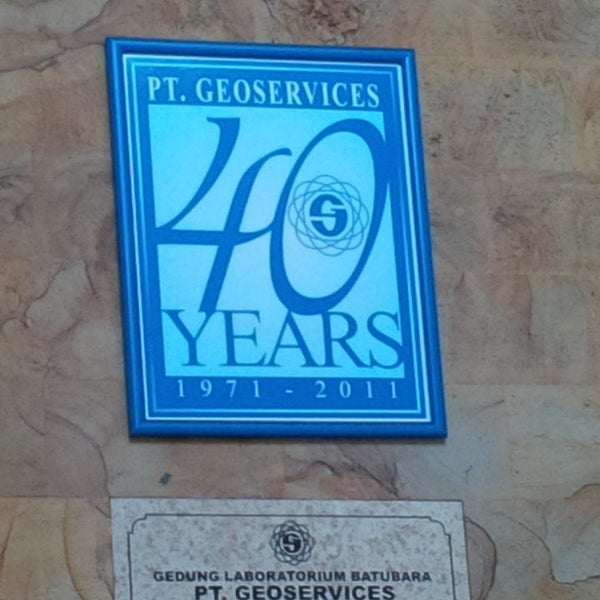 PT. GEOSERVICES
40
YEARS
1971 - 2011
GEDUNG LABORATORIUM BATUBARA
PT. GEOSERVICES